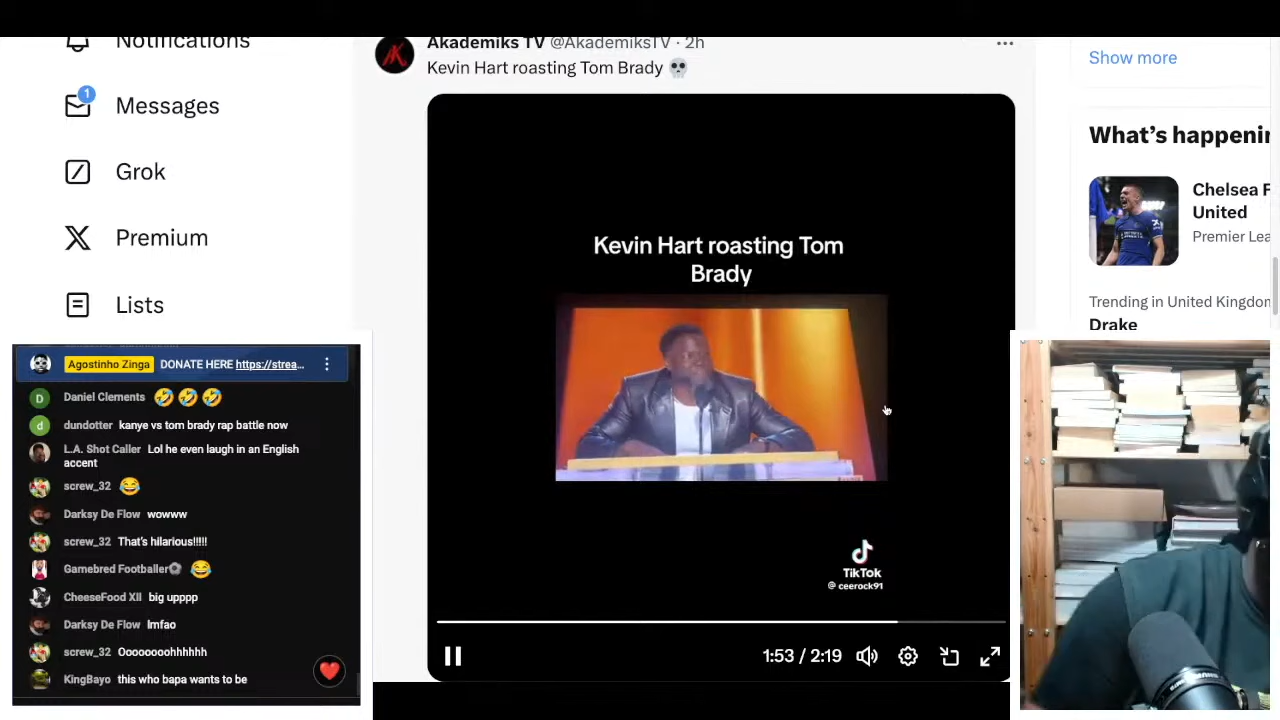 Notifications
1
Messages
Grok
Premium
Lists
Akademiks TV @AkademiksTV · 2h
Kevin Hart roasting Tom Brady 💀
Kevin Hart roasting Tom
Brady
TikTok
@ ceerock91
1:53 / 2:19
Show more
What's happenin
Chelsea F
United
Premier Lea
Trending in United Kingdom
Drake
Agostinho Zinga DONATE HERE https://strea...
Daniel Clements 🤣🤣🤣
d dundotter kanye vs tom brady rap battle now
L.A. Shot Caller Lol he even laugh in an English
accent
screw_32 😂
Darksy De Flow wowww
screw_32 That's hilarious!!!!!
Gamebred Footballer⚽ 😂
CheeseFood XII big upppp
Darksy De Flow lmfao
screw_32 Ooooooohhhhhh
KingBayo this who bapa wants to be